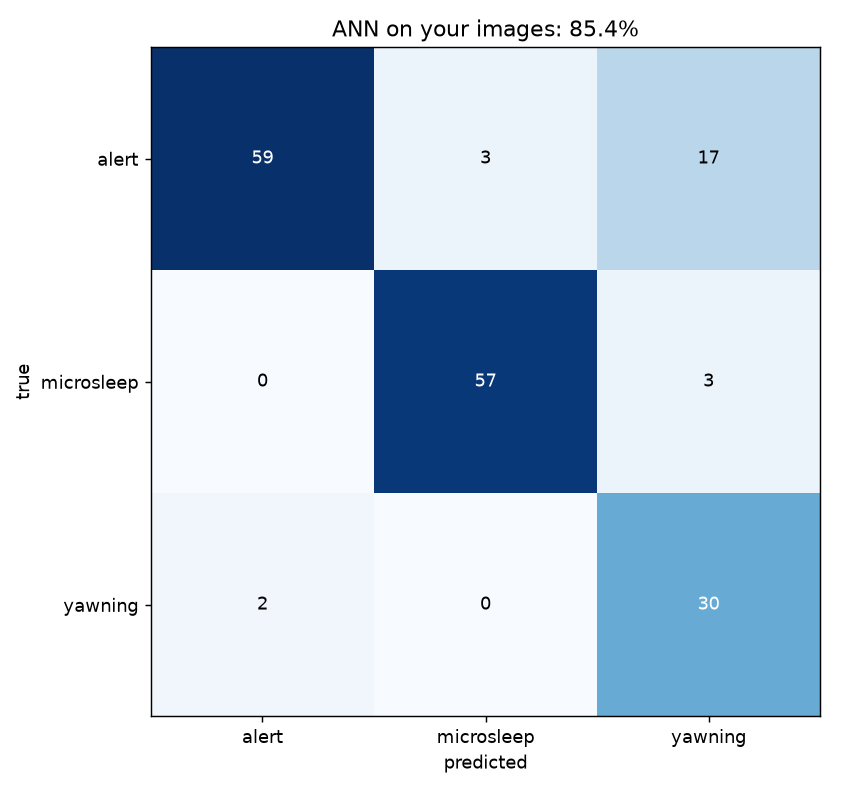 ANN on your images: 85.4%
alert 59 3 17
microsleep 0 57 3
yawning 2 0 30
true
alert microsleep yawning
predicted